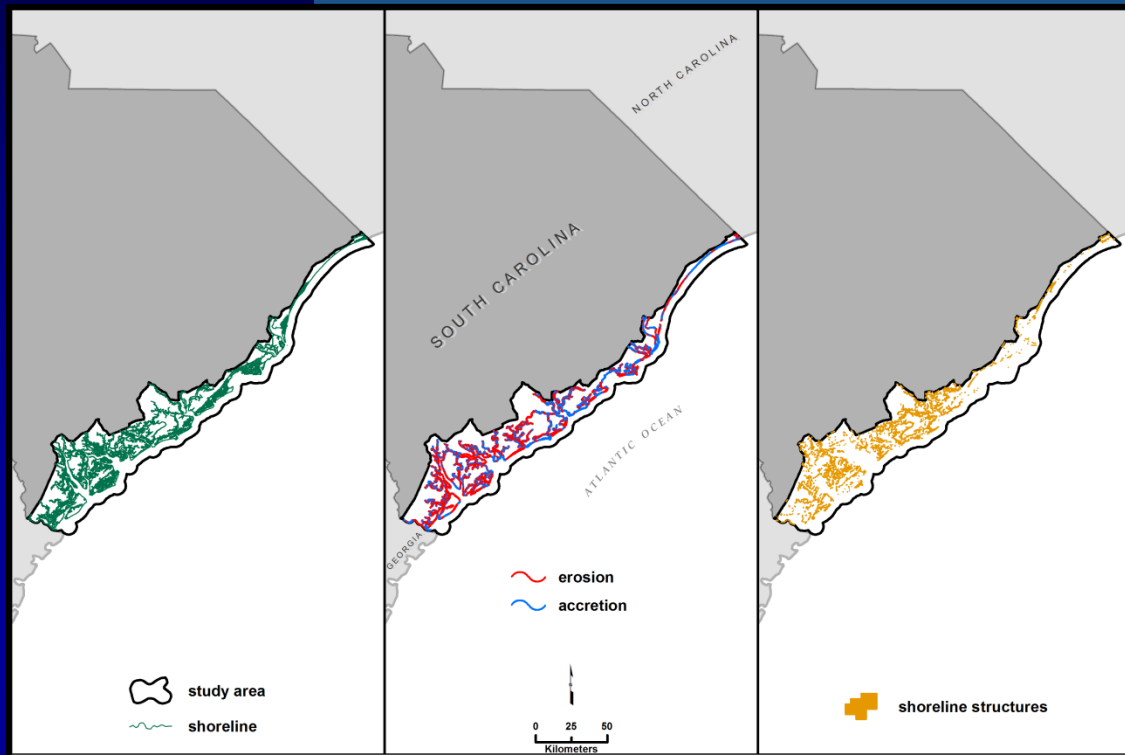 NORTH CAROLINA
SOUTH CAROLINA
ATLANTIC OCEAN
GEORGIA
erosion
accretion
study area
shoreline
0 25 50
Kilometers
shoreline structures